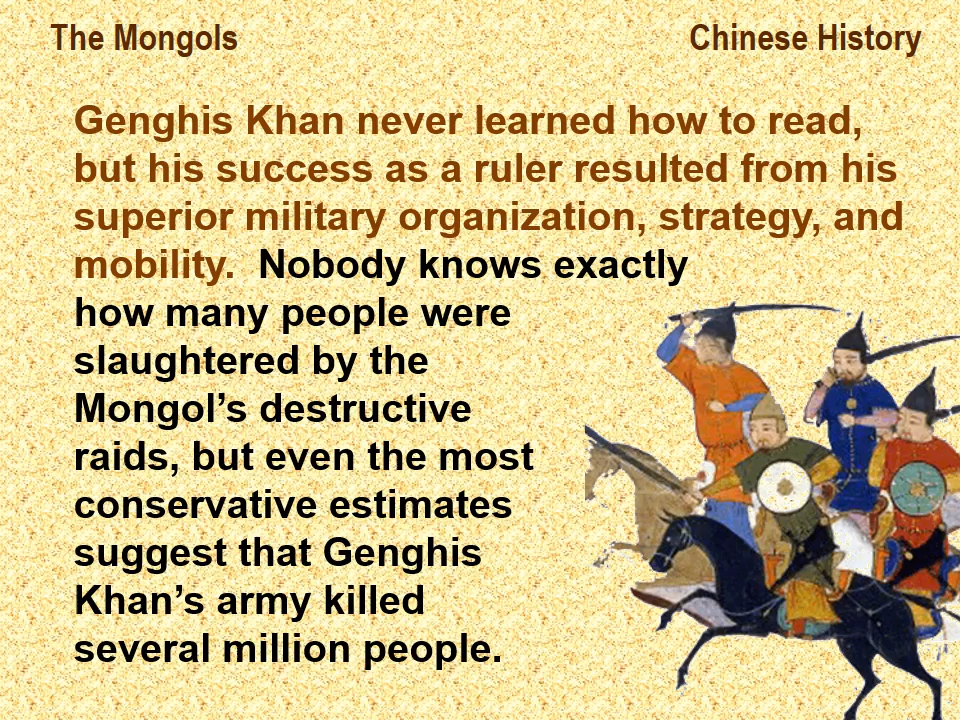 The Mongols
Chinese History
Genghis Khan never learned how to read,
but his success as a ruler resulted from his
superior military organization, strategy, and
mobility.  Nobody knows exactly
how many people were
slaughtered by the
Mongol’s destructive
raids, but even the most
conservative estimates
suggest that Genghis
Khan’s army killed
several million people.